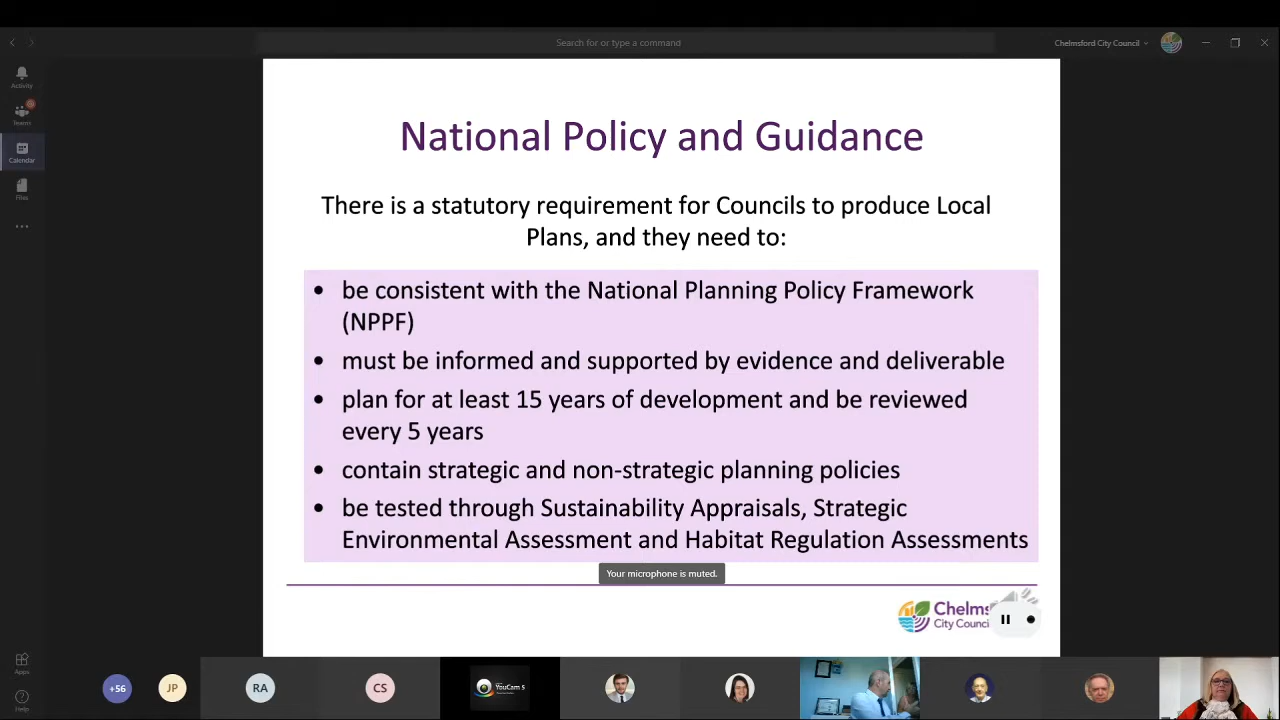 Search for or type a command
Chelmsford City Council
Activity
Teams
Calendar
Files
National Policy and Guidance
There is a statutory requirement for Councils to produce Local
Plans, and they need to:
• be consistent with the National Planning Policy Framework
(NPPF)
• must be informed and supported by evidence and deliverable
• plan for at least 15 years of development and be reviewed
every 5 years
• contain strategic and non-strategic planning policies
• be tested through Sustainability Appraisals, Strategic
Environmental Assessment and Habitat Regulation Assessments
Your microphone is muted.
Chelms
City Counci
Apps
Help
+56
JP
RA
CS
YouCam 5